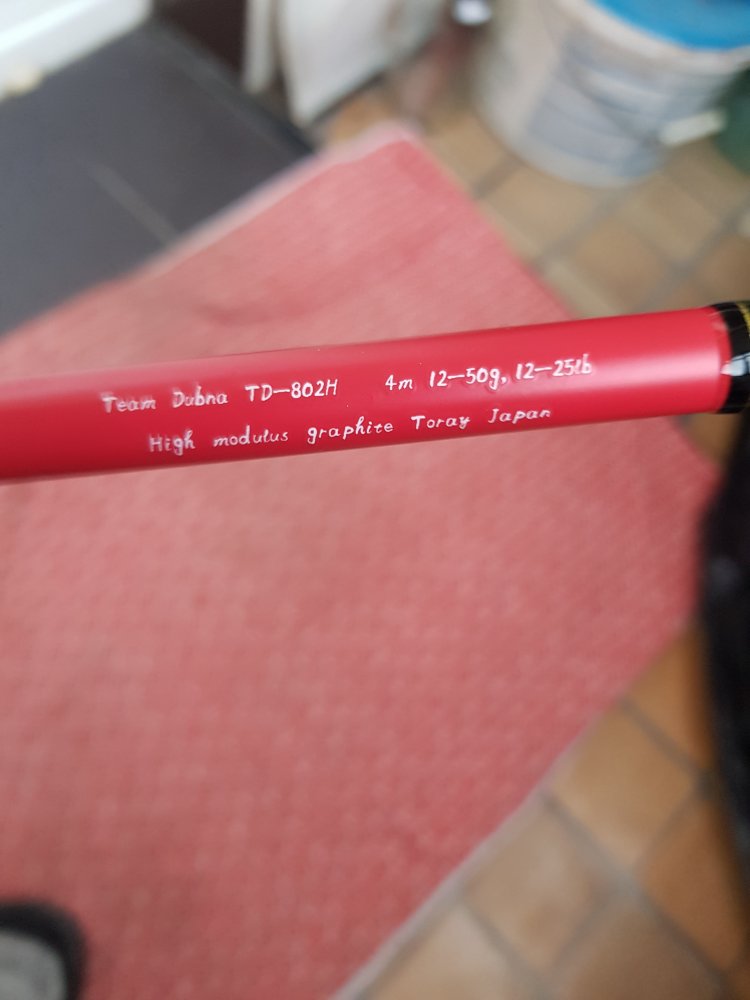 Team Dubna TD-802H 4m 12-50g, 12-25lb
High modulus graphite Toray Japan